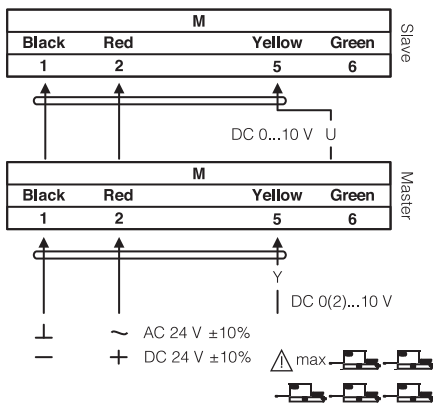 M
Black Red Yellow Green
1 2 5 6
Slave
DC 0...10 V U
M
Black Red Yellow Green
1 2 5 6
Master
Y
DC 0(2)...10 V
⊥ ~ AC 24 V ±10%
− + DC 24 V ±10%
max